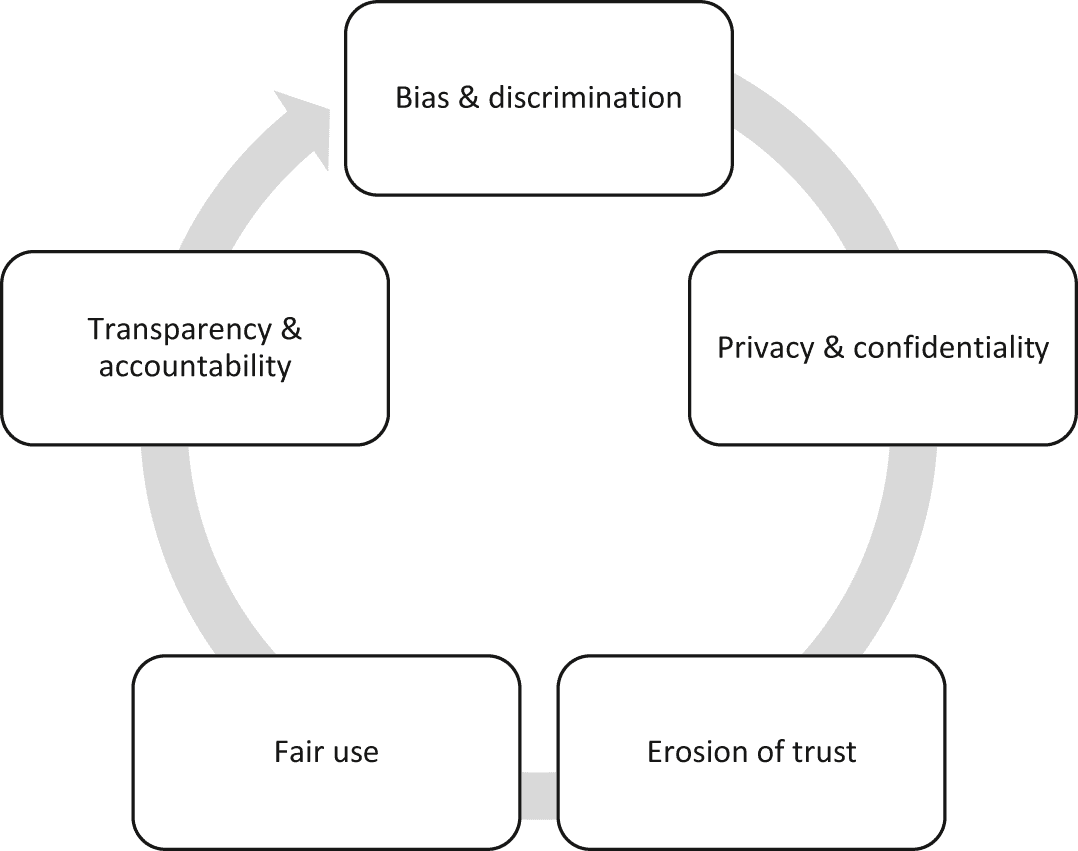 Bias & discrimination
Privacy & confidentiality
Erosion of trust
Fair use
Transparency &
accountability